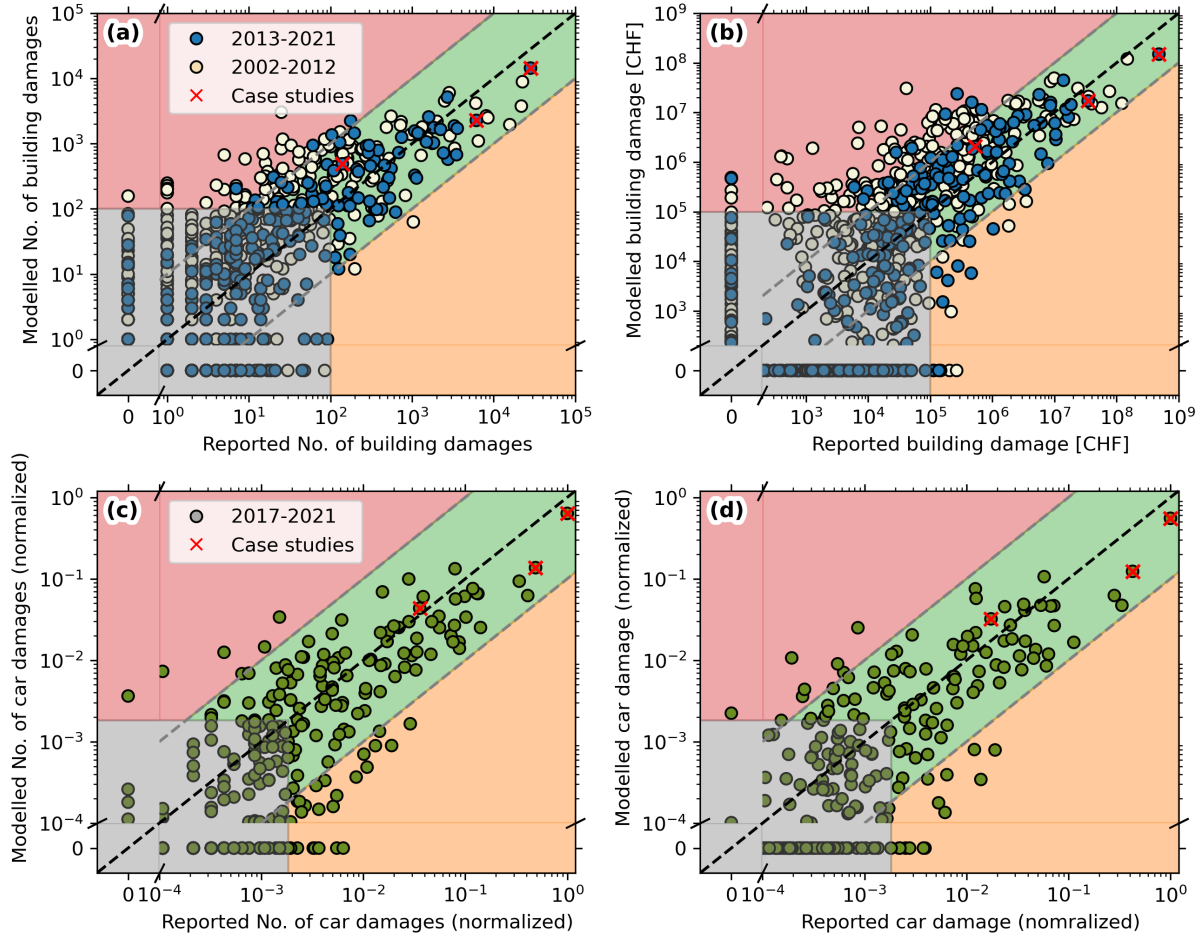 (a)
2013-2021
2002-2012
Case studies
Modelled No. of building damages
10^5
10^4
10^3
10^2
10^1
10^0
0
0 10^0 10^1 10^2 10^3 10^4 10^5
Reported No. of building damages
(b)
Modelled building damage [CHF]
10^9
10^8
10^7
10^6
10^5
10^4
10^3
0
0 10^3 10^4 10^5 10^6 10^7 10^8 10^9
Reported building damage [CHF]
(c)
2017-2021
Case studies
Modelled No. of car damages (normalized)
10^0
10^−1
10^−2
10^−3
10^−4
0
0 10^−4 10^−3 10^−2 10^−1 10^0
Reported No. of car damages (normalized)
(d)
Modelled car damage (normalized)
10^0
10^−1
10^−2
10^−3
10^−4
0
0 10^−4 10^−3 10^−2 10^−1 10^0
Reported car damage (nomralized)